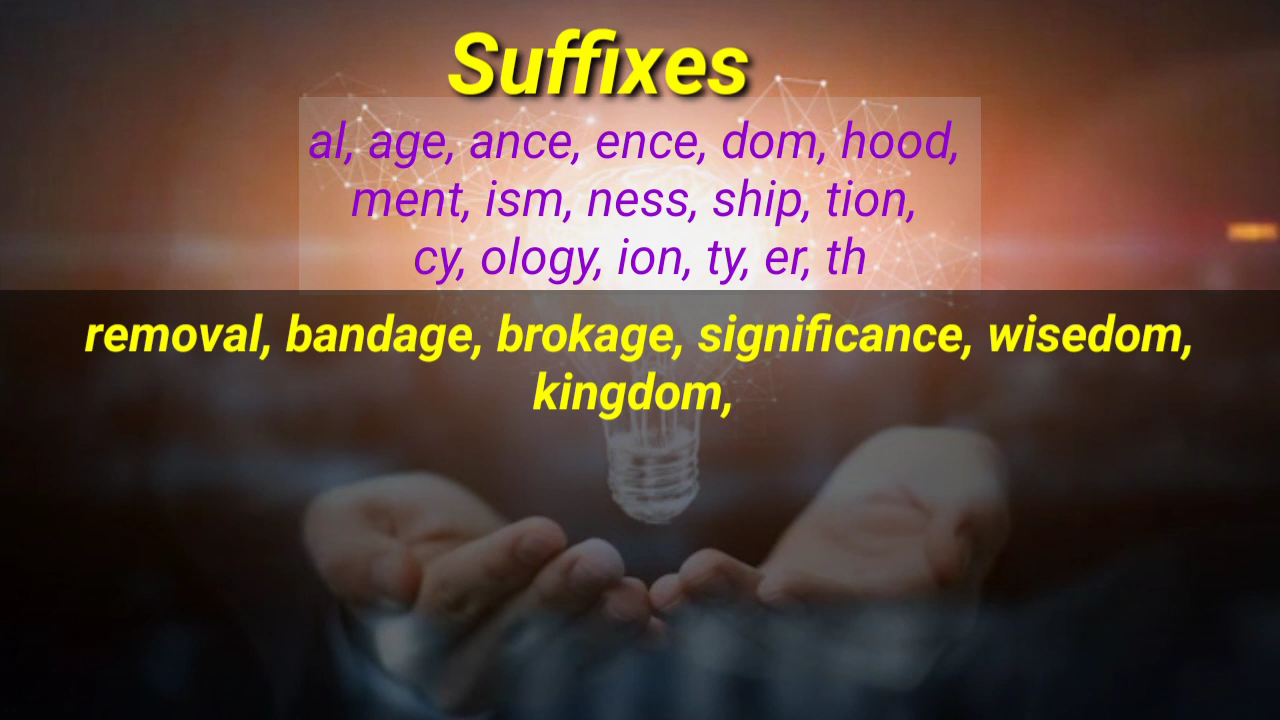 Suffixes
al, age, ance, ence, dom, hood,
ment, ism, ness, ship, tion,
cy, ology, ion, ty, er, th
removal, bandage, brokage, significance, wisedom,
kingdom,